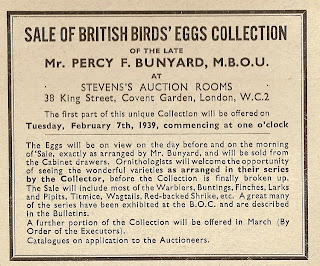 SALE OF BRITISH BIRDS' EGGS COLLECTION
OF THE LATE
Mr. PERCY F. BUNYARD, M.B.O.U.
AT
STEVENS'S AUCTION ROOMS
38 King Street, Covent Garden, London, W.C.2
The first part of this unique Collection will be offered on
Tuesday, February 7th, 1939, commencing at one o'clock
The Eggs will be on view on the day before and on the morning
of Sale, exactly as arranged by Mr. Bunyard, and will be sold from
the Cabinet drawers. Ornithologists will welcome the opportunity
of seeing the wonderful varieties as arranged in their series
by the Collector, before the Collection is finally broken up.
The Sale will include most of the Warblers, Buntings, Finches, Larks
and Pipits, Titmice, Wagtails, Red-backed Shrike, etc. A great many
of the series have been exhibited at the B.O.C. and are described
in the Bulletins.
A further portion of the Collection will be offered in March (By
Order of the Executors).
Catalogues on application to the Auctioneers.